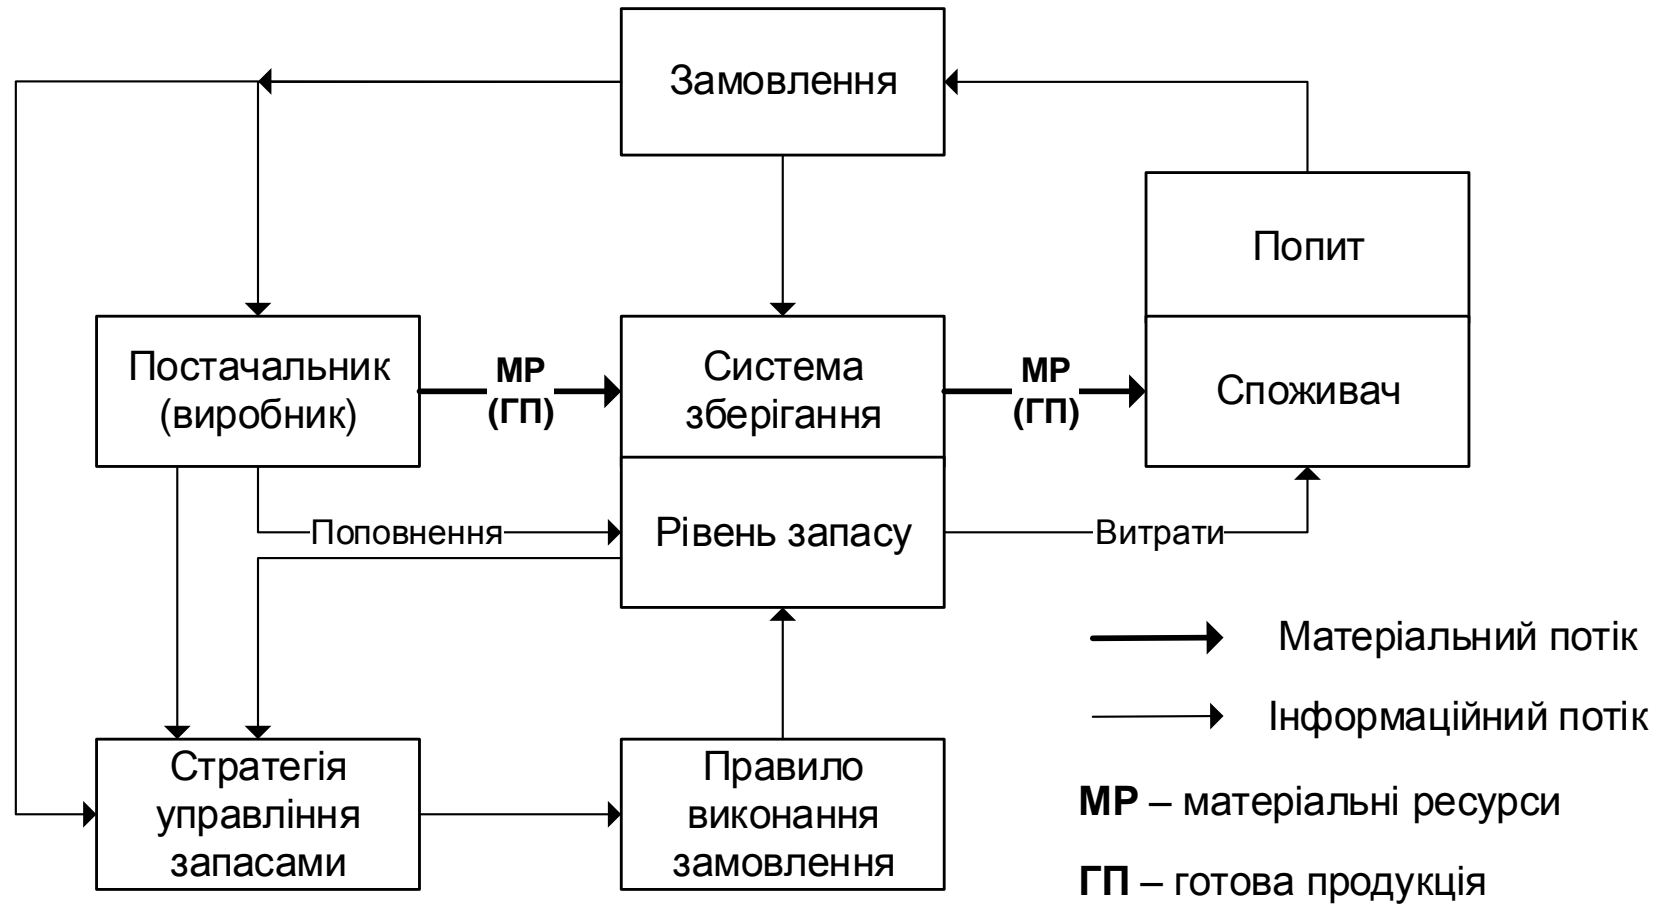 Замовлення
Попит
Постачальник
(виробник)
МР
(ГП)
Система
зберігання
МР
(ГП)
Споживач
Поповнення
Рівень запасу
Витрати
Матеріальний потік
Інформаційний потік
Стратегія
управління
запасами
Правило
виконання
замовлення
МР – матеріальні ресурси
ГП – готова продукція